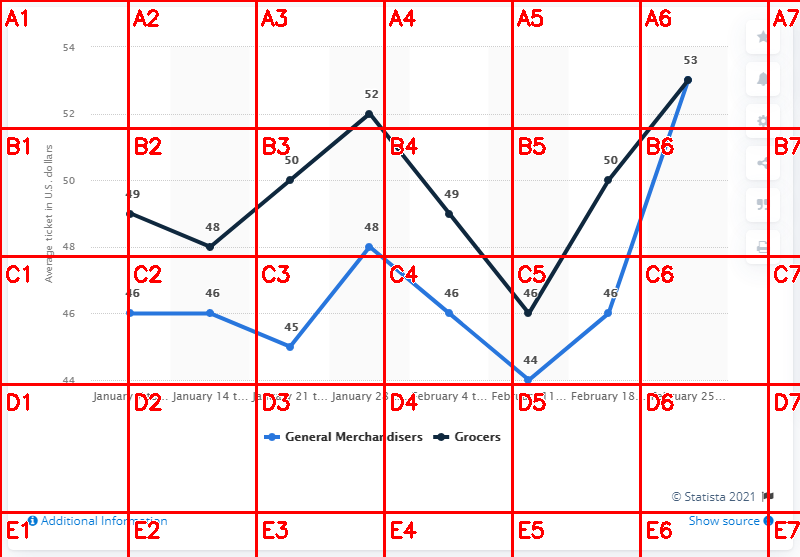 A1 A2 A3 A4 A5 A6 A7
54
53
52
52
B1 B2 B3 B4 B5 B6 B7
50 50
50
49 49
48
48
48
Average ticket in U.S. dollars
C1 C2 C3 C4 C5 C6 C7
46 46 46 46 46
46
45
44
44
January 14 t... January 21 t... January 28 February 4 t... February 18... February 25...
D1 D2 D3 D4 D5 D6 D7
General Merchandisers Grocers
© Statista 2021
Additional Information Show source
E1 E2 E3 E4 E5 E6 E7